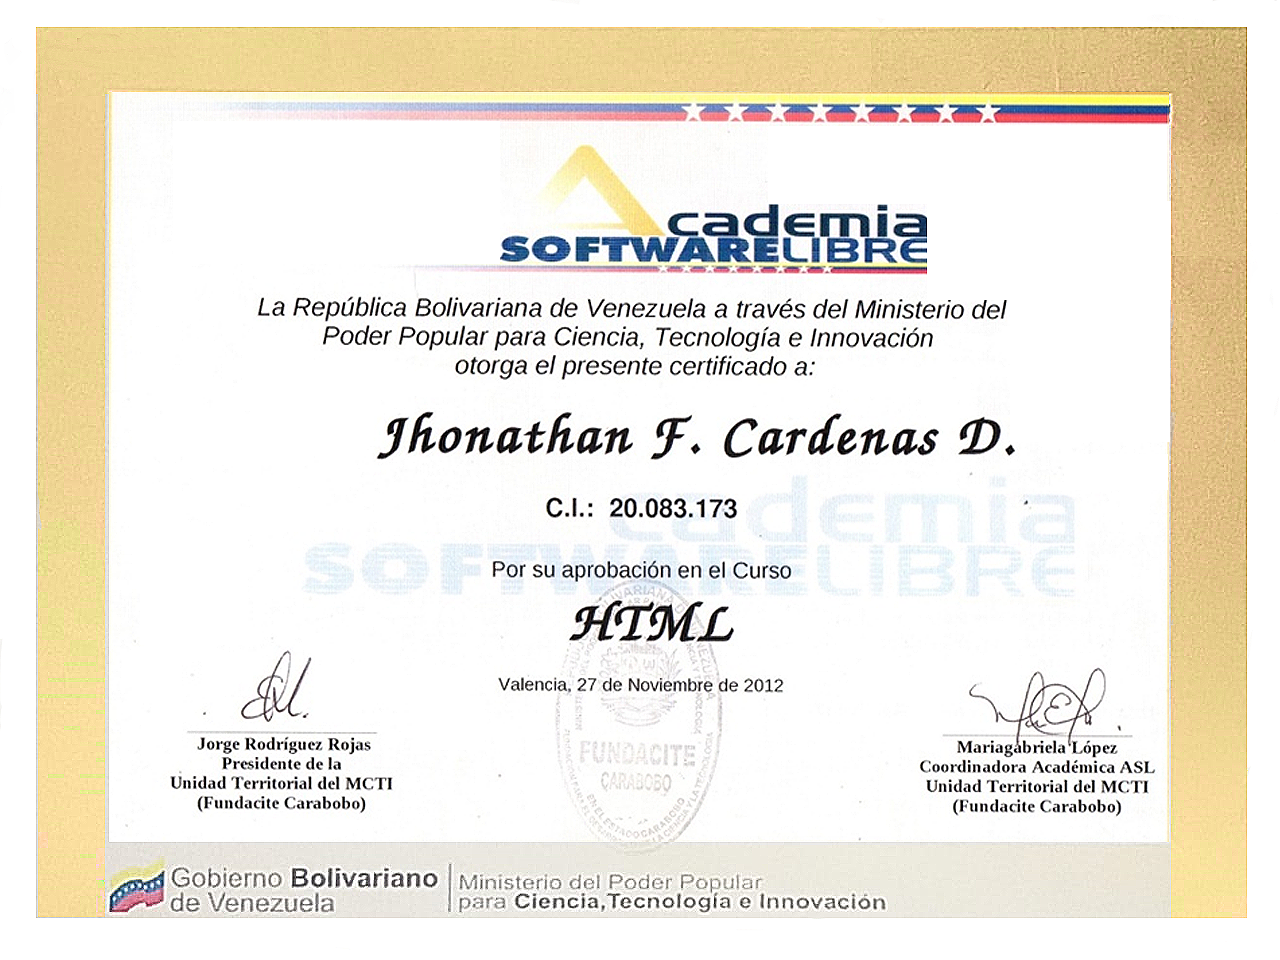 Academia
SOFTWARELIBRE
La República Bolivariana de Venezuela a través del Ministerio del
Poder Popular para Ciencia, Tecnología e Innovación
otorga el presente certificado a:
Jhonathan F. Cardenas D.
C.I.: 20.083.173
cademia
SOFTWARELIBRE
Por su aprobación en el Curso
HTML
Valencia, 27 de Noviembre de 2012
FUNDACITE
CARABOBO
Jorge Rodríguez Rojas
Presidente de la
Unidad Territorial del MCTI
(Fundacite Carabobo)
Mariagabriela López
Coordinadora Académica ASL
Unidad Territorial del MCTI
(Fundacite Carabobo)
Gobierno Bolivariano
de Venezuela
Ministerio del Poder Popular
para Ciencia, Tecnología e Innovación